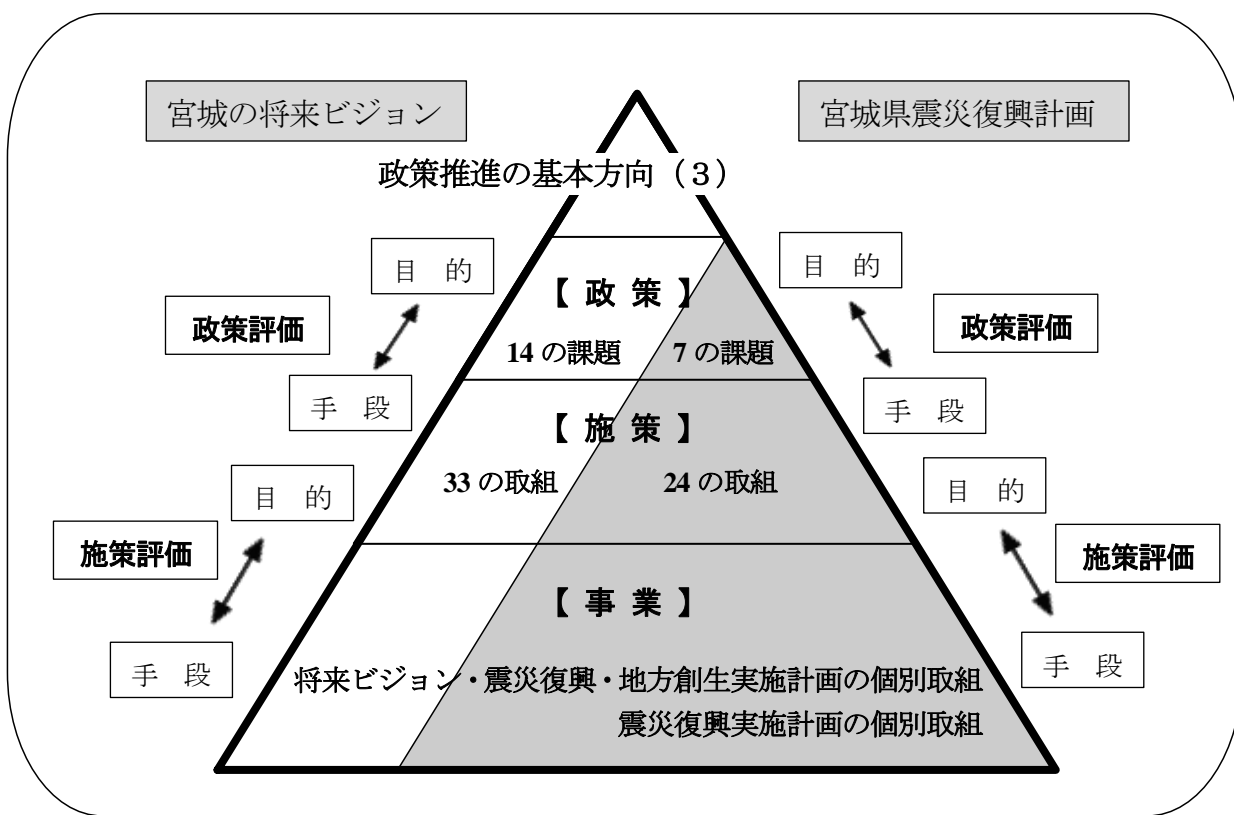 宮城の将来ビジョン
宮城県震災復興計画
政策推進の基本方向（３）
目　的
目　的
【 政 策 】
政策評価
政策評価
14 の課題
7 の課題
手　段
手　段
【 施 策 】
33 の取組
24 の取組
目　的
目　的
施策評価
施策評価
【 事 業 】
手　段
手　段
将来ビジョン・震災復興・地方創生実施計画の個別取組
震災復興実施計画の個別取組